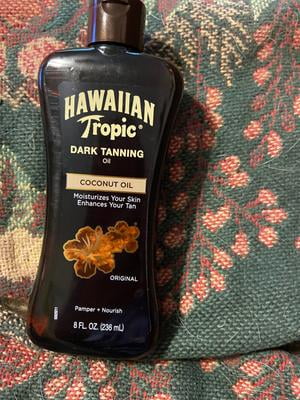 HAWAIIAN
Tropic®
DARK TANNING
Oil
COCONUT OIL
Moisturizes Your Skin
Enhances Your Tan
ORIGINAL
Pamper + Nourish
8 FL. OZ. (236 mL)